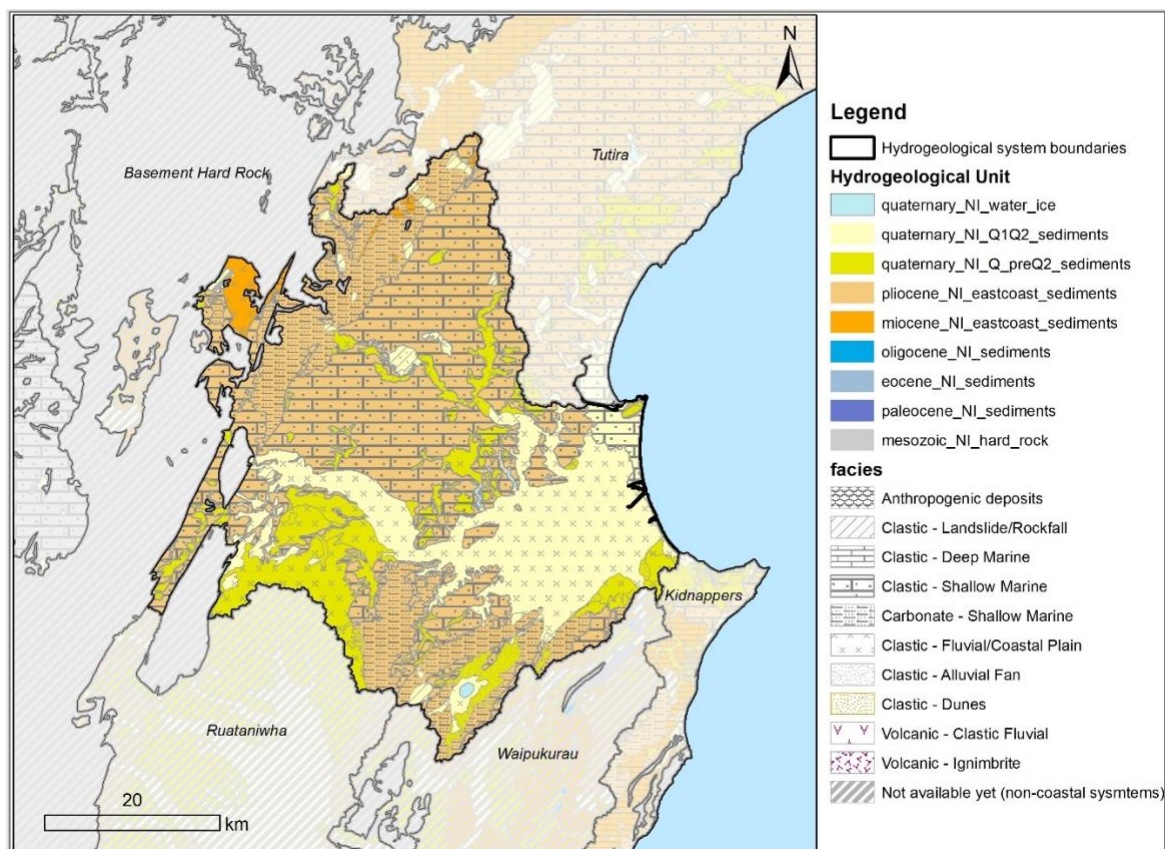 N
Tutira
Basement Hard Rock
Kidnappers
Ruataniwha
Waipukurau
20
km
Legend
Hydrogeological system boundaries
Hydrogeological Unit
quaternary_NI_water_ice
quaternary_NI_Q1Q2_sediments
quaternary_NI_Q_preQ2_sediments
pliocene_NI_eastcoast_sediments
miocene_NI_eastcoast_sediments
oligocene_NI_sediments
eocene_NI_sediments
paleocene_NI_sediments
mesozoic_NI_hard_rock
facies
Anthropogenic deposits
Clastic - Landslide/Rockfall
Clastic - Deep Marine
Clastic - Shallow Marine
Carbonate - Shallow Marine
Clastic - Fluvial/Coastal Plain
Clastic - Alluvial Fan
Clastic - Dunes
Volcanic - Clastic Fluvial
Volcanic - Ignimbrite
Not available yet (non-coastal sysmtems)